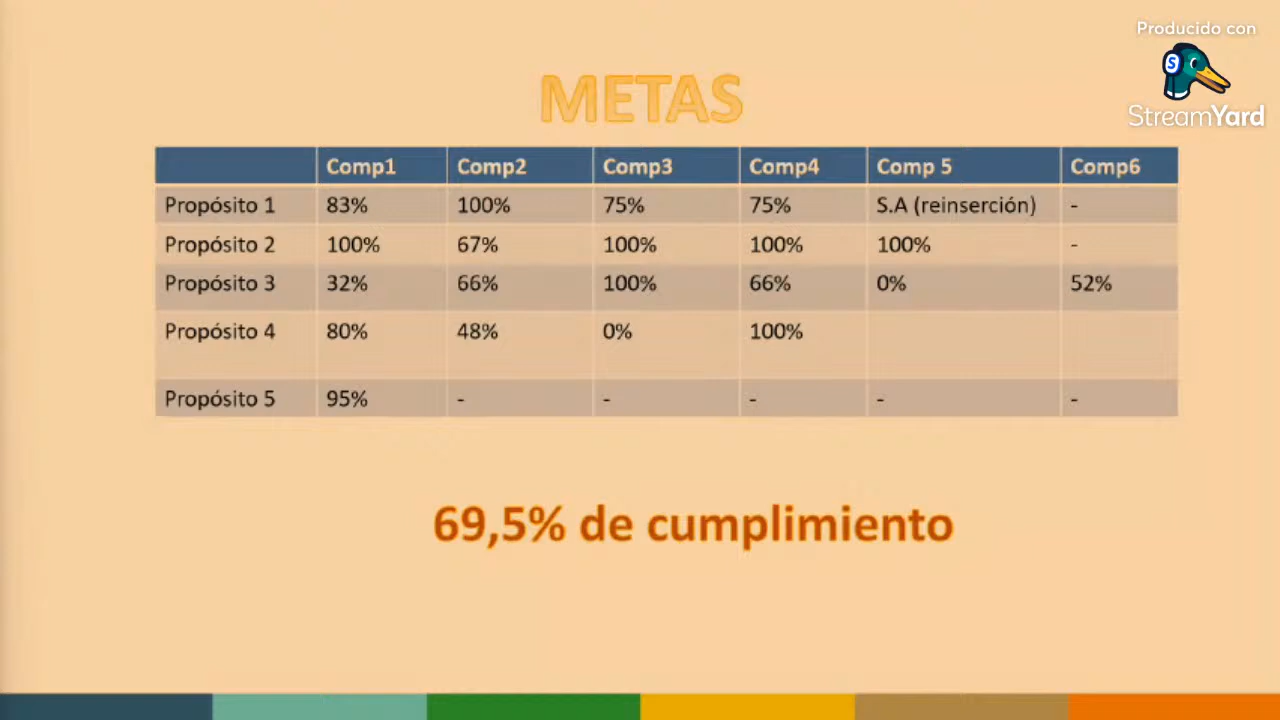 Producido con
StreamYard
METAS
Comp1 Comp2 Comp3 Comp4 Comp 5 Comp6
Propósito 1 83% 100% 75% 75% S.A (reinserción) -
Propósito 2 100% 67% 100% 100% 100% -
Propósito 3 32% 66% 100% 66% 0% 52%
Propósito 4 80% 48% 0% 100%
Propósito 5 95% - - - - -
69,5% de cumplimiento